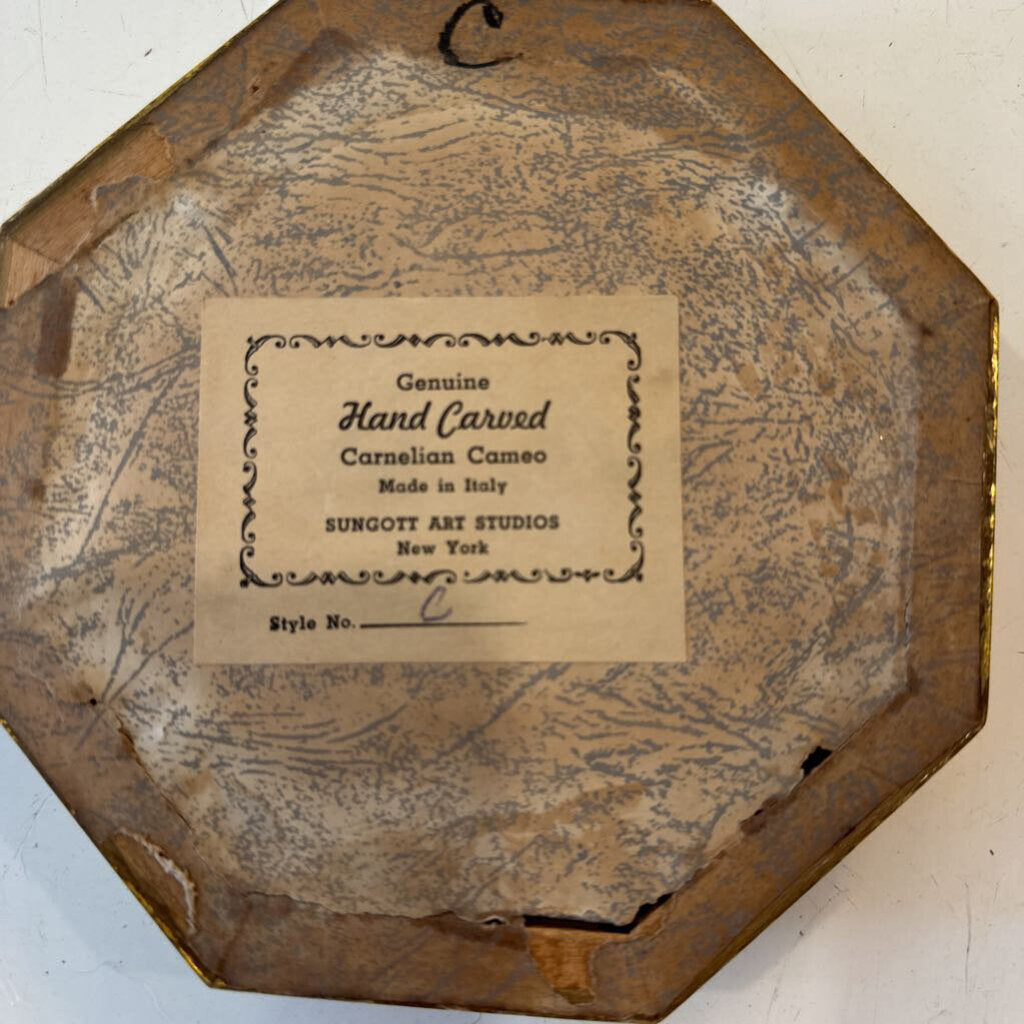 C
Genuine
Hand Carved
Carnelian Cameo
Made in Italy
SUNGOTT ART STUDIOS
New York
Style No. C